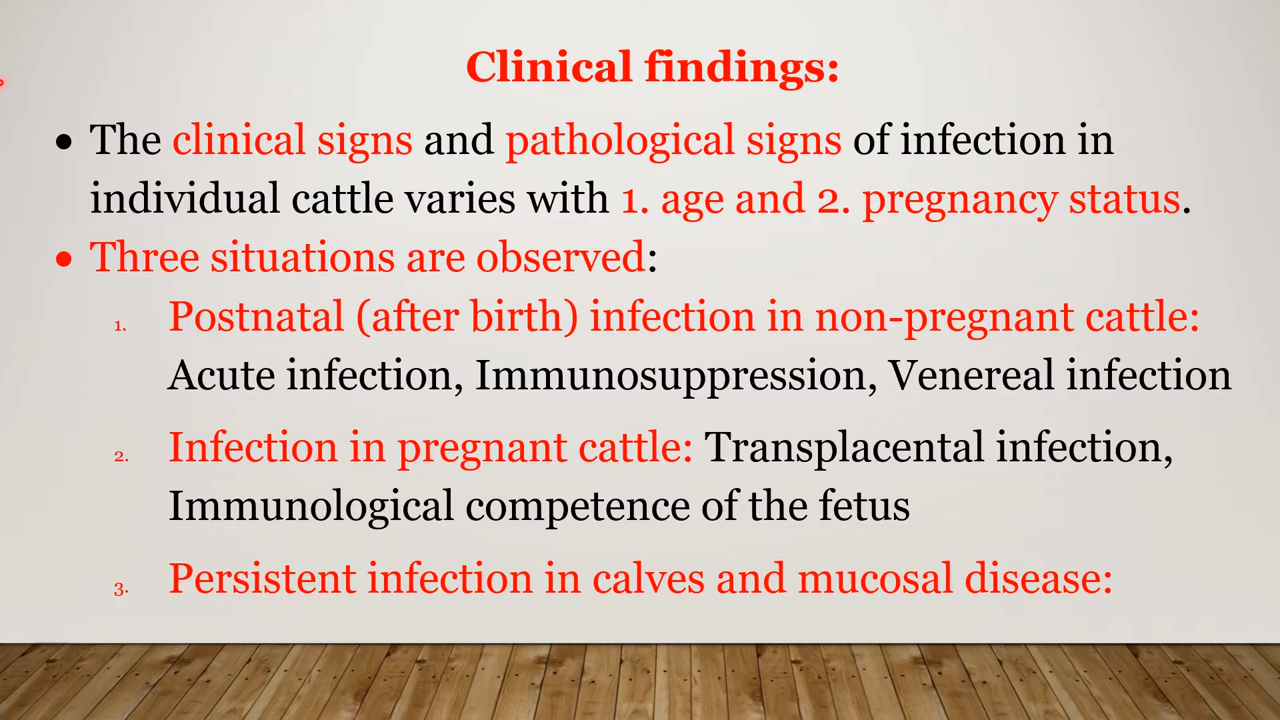 Clinical findings:
• The clinical signs and pathological signs of infection in
individual cattle varies with 1. age and 2. pregnancy status.
• Three situations are observed:
1. Postnatal (after birth) infection in non-pregnant cattle:
Acute infection, Immunosuppression, Venereal infection
2. Infection in pregnant cattle: Transplacental infection,
Immunological competence of the fetus
3. Persistent infection in calves and mucosal disease: